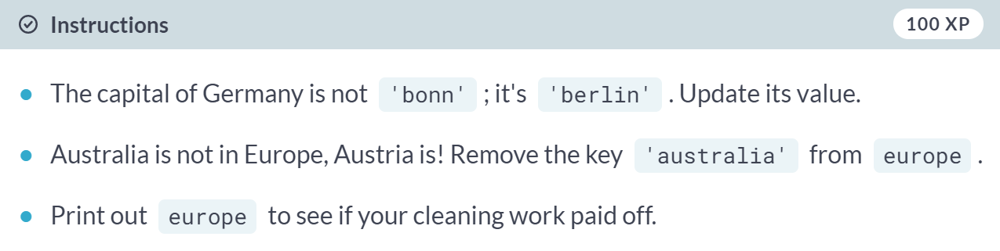 Instructions 100 XP
The capital of Germany is not 'bonn' ; it's 'berlin' . Update its value.
Australia is not in Europe, Austria is! Remove the key 'australia' from europe .
Print out europe to see if your cleaning work paid off.